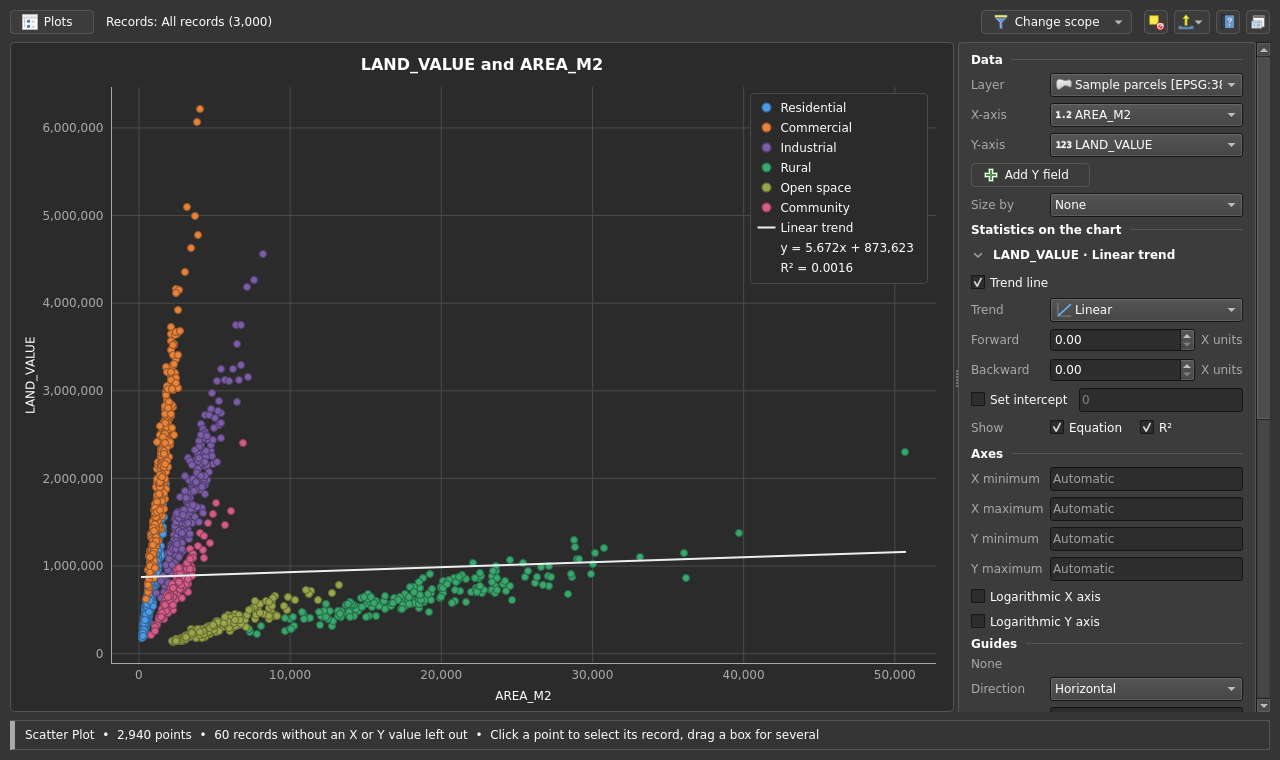 Plots
Records: All records (3,000)
Change scope
LAND_VALUE and AREA_M2
6,000,000
5,000,000
4,000,000
3,000,000
2,000,000
1,000,000
0
LAND_VALUE
0
10,000
20,000
30,000
40,000
50,000
AREA_M2
Residential
Commercial
Industrial
Rural
Open space
Community
Linear trend
y = 5.672x + 873,623
R² = 0.0016
Data
Layer
Sample parcels [EPSG:38
X-axis
1.2 AREA_M2
Y-axis
123 LAND_VALUE
Add Y field
Size by
None
Statistics on the chart
LAND_VALUE · Linear trend
Trend line
Trend
Linear
Forward
0.00
X units
Backward
0.00
X units
Set intercept
0
Show
Equation
R²
Axes
X minimum
Automatic
X maximum
Automatic
Y minimum
Automatic
Y maximum
Automatic
Logarithmic X axis
Logarithmic Y axis
Guides
None
Direction
Horizontal
Scatter Plot • 2,940 points • 60 records without an X or Y value left out • Click a point to select its record, drag a box for several